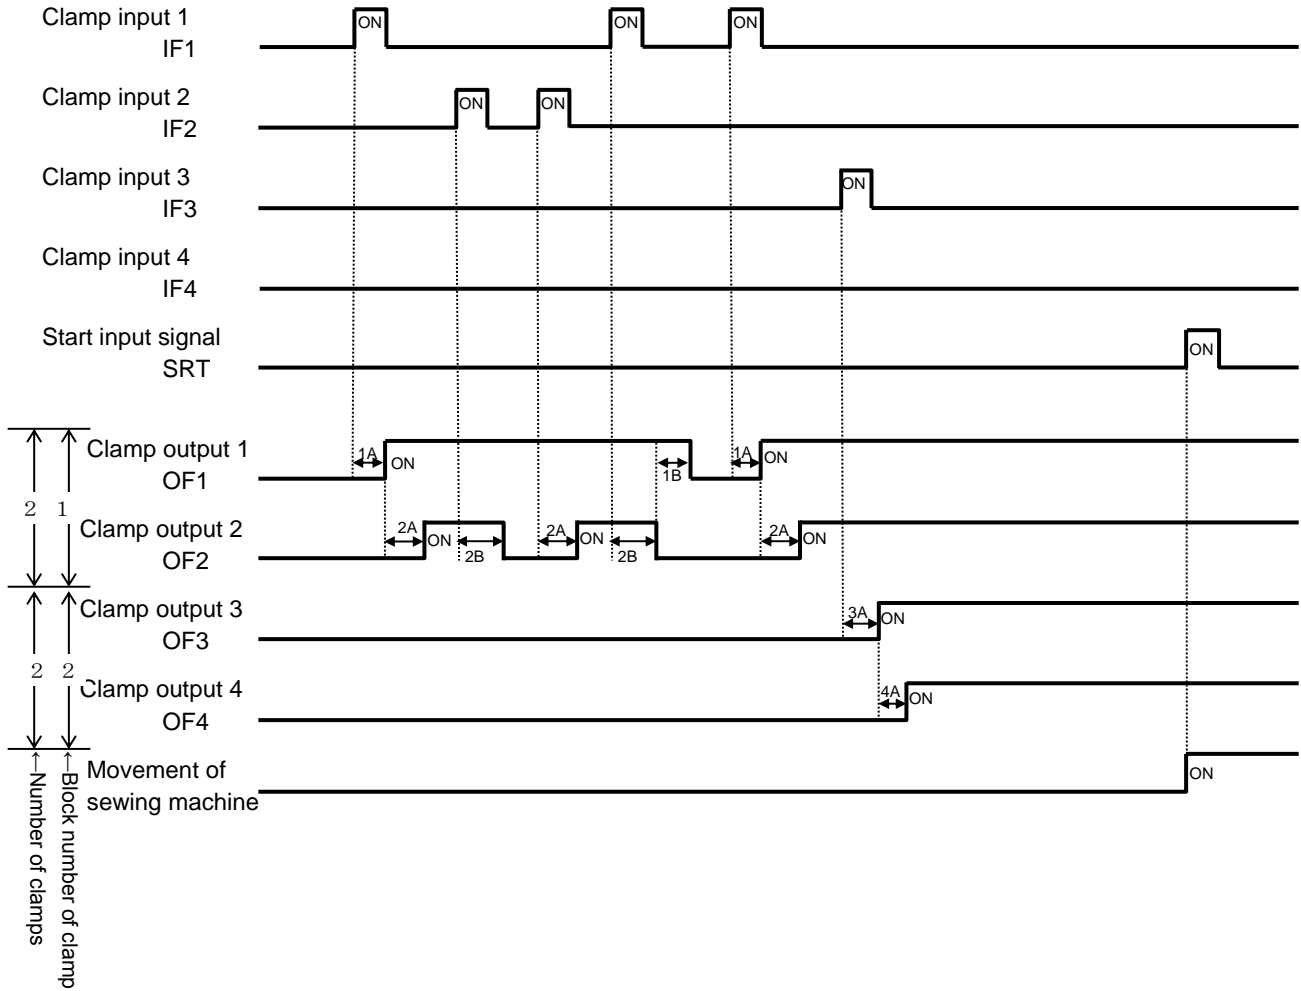 Clamp input 1
IF1
ON ON ON
Clamp input 2
IF2
ON ON
Clamp input 3
IF3
ON
Clamp input 4
IF4
Start input signal
SRT
ON
Clamp output 1
OF1
1A ON 1B 1A ON
2 1
Clamp output 2
OF2
2A ON 2B 2A ON 2B 2A ON
Clamp output 3
OF3
3A ON
2 2
Clamp output 4
OF4
4A ON
Movement of
sewing machine
ON
←Number of clamps
←Block number of clamp